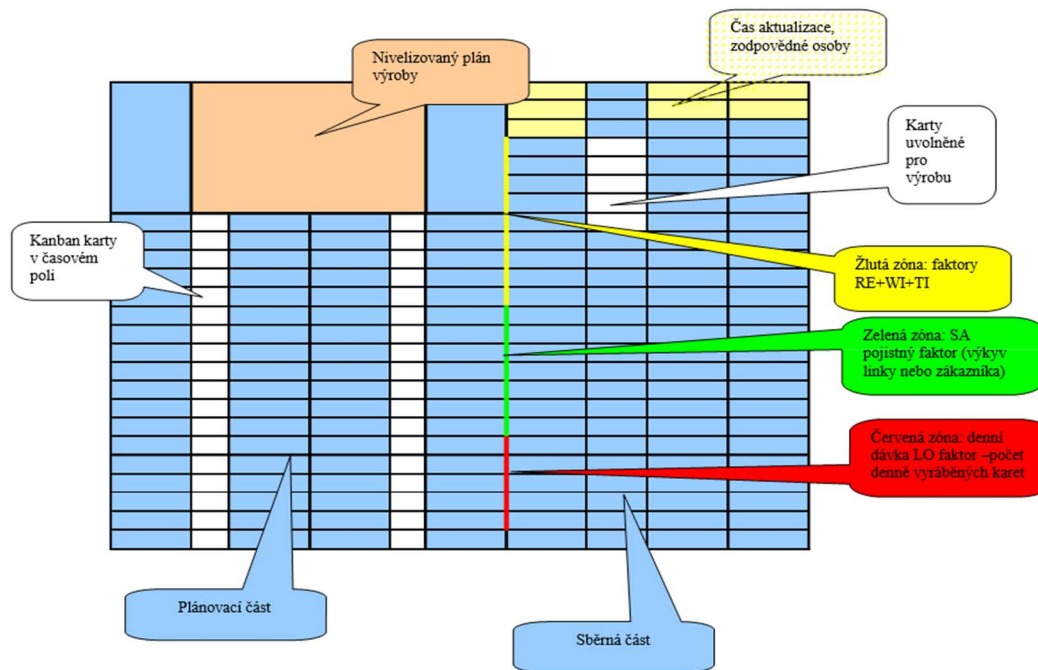 Čas aktualizace,
zodpovědné osoby
Nivelizovaný plán
výroby
Karty
uvolněné
pro
výrobu
Kanban karty
v časovém
poli
Žlutá zóna: faktory
RE+WI+TI
Zelená zóna: SA
pojistný faktor (výkyv
linky nebo zákazníka)
Červená zóna: denní
dávka LO faktor –počet
denně vyráběných karet
Plánovací část
Sběrná část